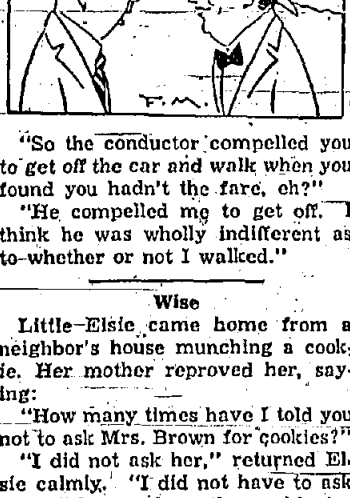 F.M.
"So the conductor compelled you
to get off the car and walk when you
found you hadn't the fare, eh?"
"He compelled me to get off. I
think he was wholly indifferent as
to whether or not I walked."
Wise
Little Elsie came home from a
neighbor's house munching a cook-
ie. Her mother reproved her, say-
ing:
"How many times have I told you
not to ask Mrs. Brown for cookies?"
"I did not ask her," returned El-
sie calmly. "I did not have to ask